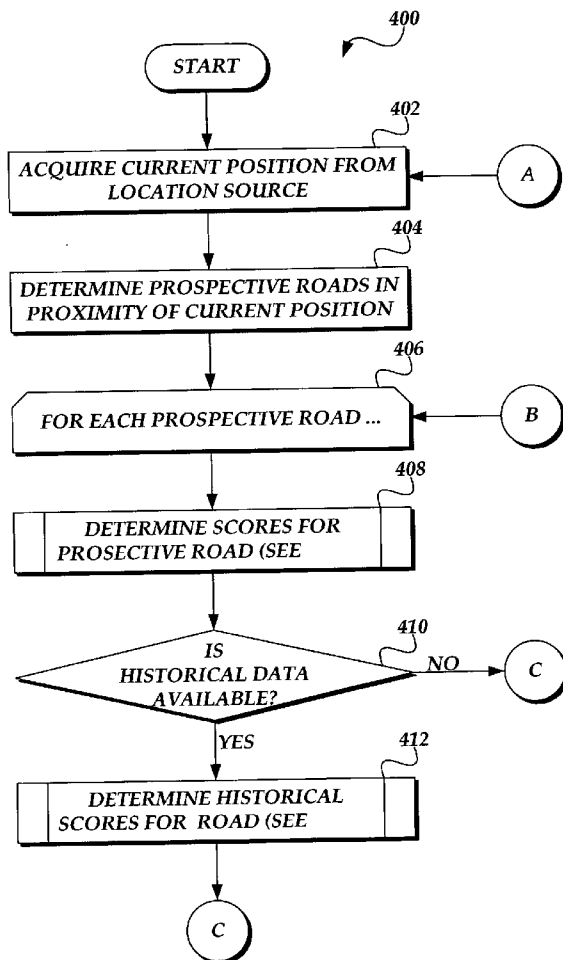 400
START
402
ACQUIRE CURRENT POSITION FROM
LOCATION SOURCE
A
404
DETERMINE PROSPECTIVE ROADS IN
PROXIMITY OF CURRENT POSITION
406
FOR EACH PROSPECTIVE ROAD ...
B
408
DETERMINE SCORES FOR
PROSECTIVE ROAD (SEE
410
IS
HISTORICAL DATA
AVAILABLE?
NO
C
YES
412
DETERMINE HISTORICAL
SCORES FOR ROAD (SEE
C